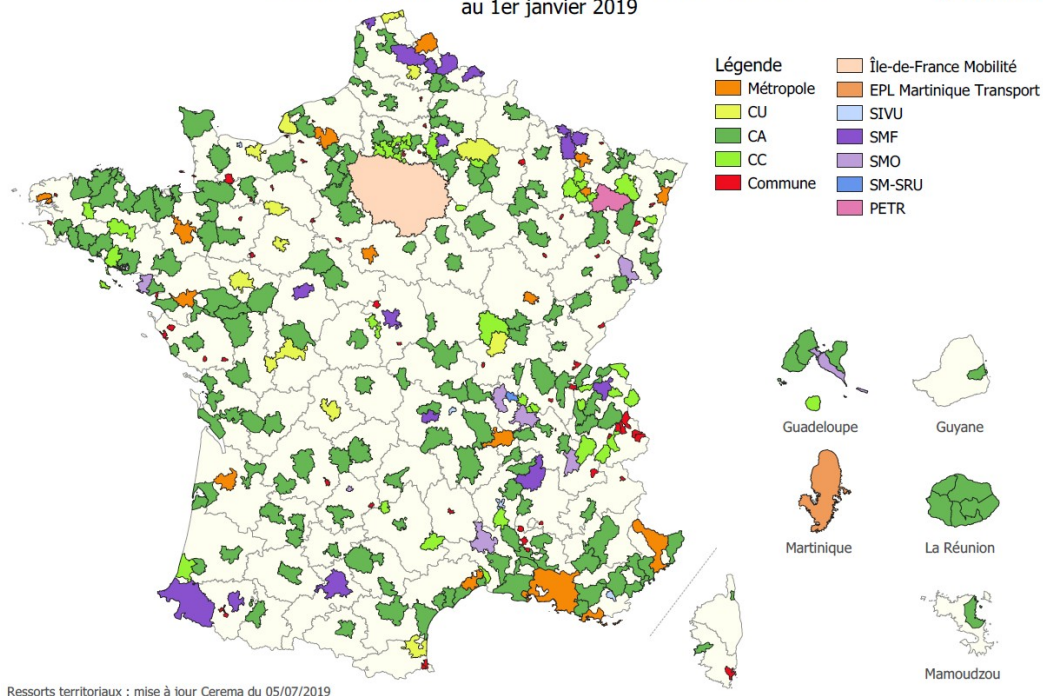 au 1er janvier 2019
Légende
Métropole
CU
CA
CC
Commune
Île-de-France Mobilité
EPL Martinique Transport
SIVU
SMF
SMO
SM-SRU
PETR
Guadeloupe
Guyane
Martinique
La Réunion
Mamoudzou
Ressorts territoriaux : mise à jour Cerema du 05/07/2019